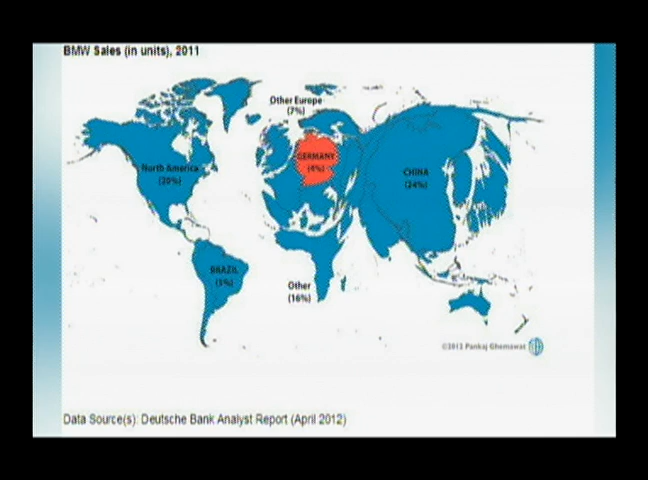 BMW Sales (in units), 2011
Other Europe
(7%)
GERMANY
(4%)
North America
(20%)
CHINA
(24%)
BRAZIL
(5%)
Other
(16%)
©2012 Pankaj Ghemawat
Data Source(s): Deutsche Bank Analyst Report (April 2012)